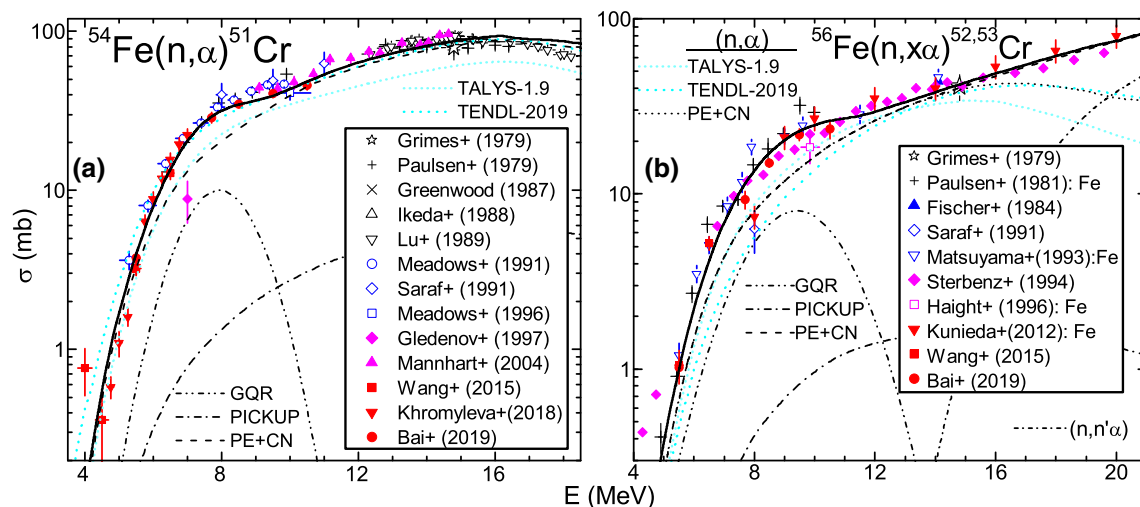 ⁵⁴Fe(n,α)⁵¹Cr
TALYS-1.9
TENDL-2019
(a)
Grimes+ (1979)
Paulsen+ (1979)
Greenwood (1987)
Ikeda+ (1988)
Lu+ (1989)
Meadows+ (1991)
Saraf+ (1991)
Meadows+ (1996)
Gledenov+ (1997)
Mannhart+ (2004)
Wang+ (2015)
Khromyleva+(2018)
Bai+ (2019)
GQR
PICKUP
PE+CN
100
10
1
σ (mb)
4 6 8 10 12 14 16 18
⁵⁶Fe(n,xα)⁵²,⁵³Cr
(n,α)
TALYS-1.9
TENDL-2019
PE+CN
(b)
Grimes+ (1979)
Paulsen+ (1981): Fe
Fischer+ (1984)
Saraf+ (1991)
Matsuyama+(1993):Fe
Sterbenz+ (1994)
Haight+ (1996): Fe
Kunieda+(2012): Fe
Wang+ (2015)
Bai+ (2019)
GQR
PICKUP
PE+CN
(n,n'α)
100
10
1
4 8 12 16 20
E (MeV)